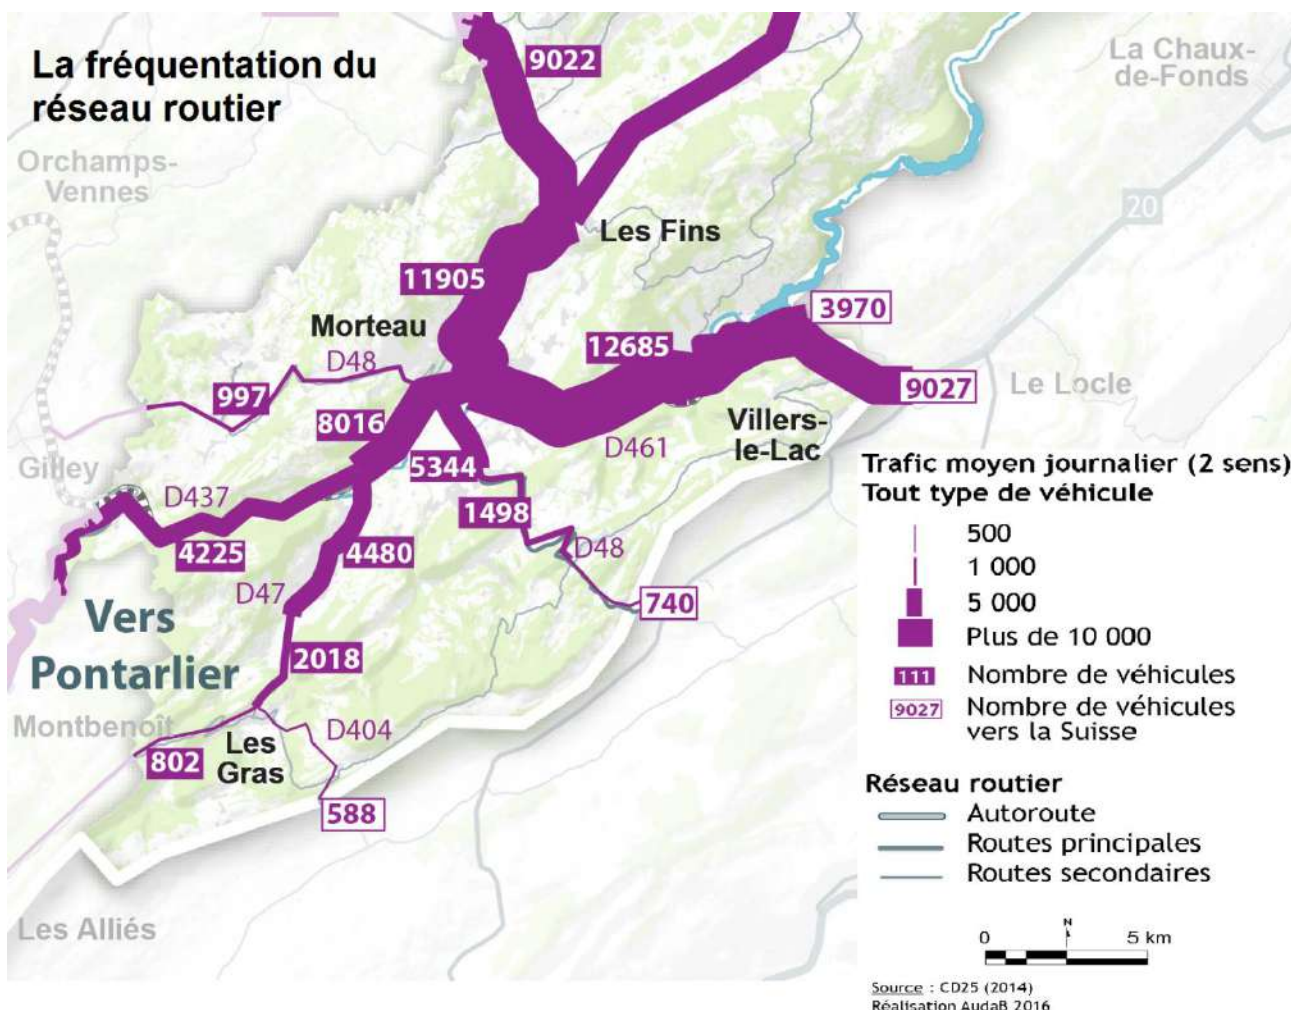 La fréquentation du
réseau routier
9022
La Chaux-
de-Fonds
Orchamps-
Vennes
20
Les Fins
11905
3970
Morteau
12685
D48
997
9027
Le Locle
8016
Villers-
le-Lac
D461
5344
Gilley
D437
1498
4225
4480
D48
D47
740
Vers
Pontarlier
2018
Montbenoît
D404
802
Les
Gras
588
Les Alliés
Trafic moyen journalier (2 sens)
Tout type de véhicule
500
1 000
5 000
Plus de 10 000
111 Nombre de véhicules
9027 Nombre de véhicules
vers la Suisse
Réseau routier
Autoroute
Routes principales
Routes secondaires
N
0 5 km
Source : CD25 (2014)
Réalisation AudaB 2016